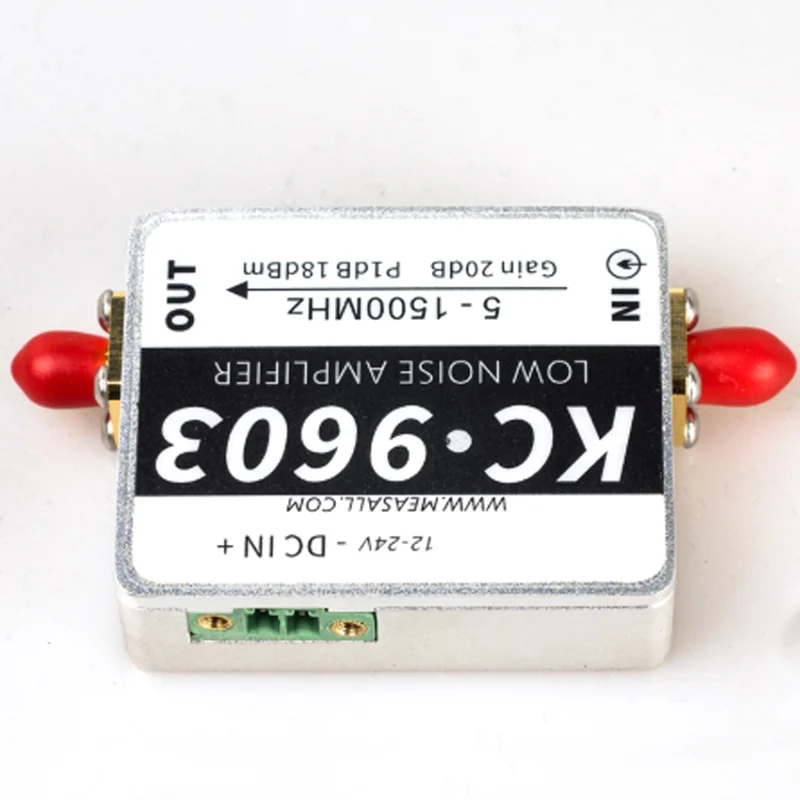 12-24V - DC IN +
WWW.MEASALL.COM
KC·9603
LOW NOISE AMPLIFIER
IN
5 - 1500MHz
Gain 20dB P1dB 18dBm
OUT